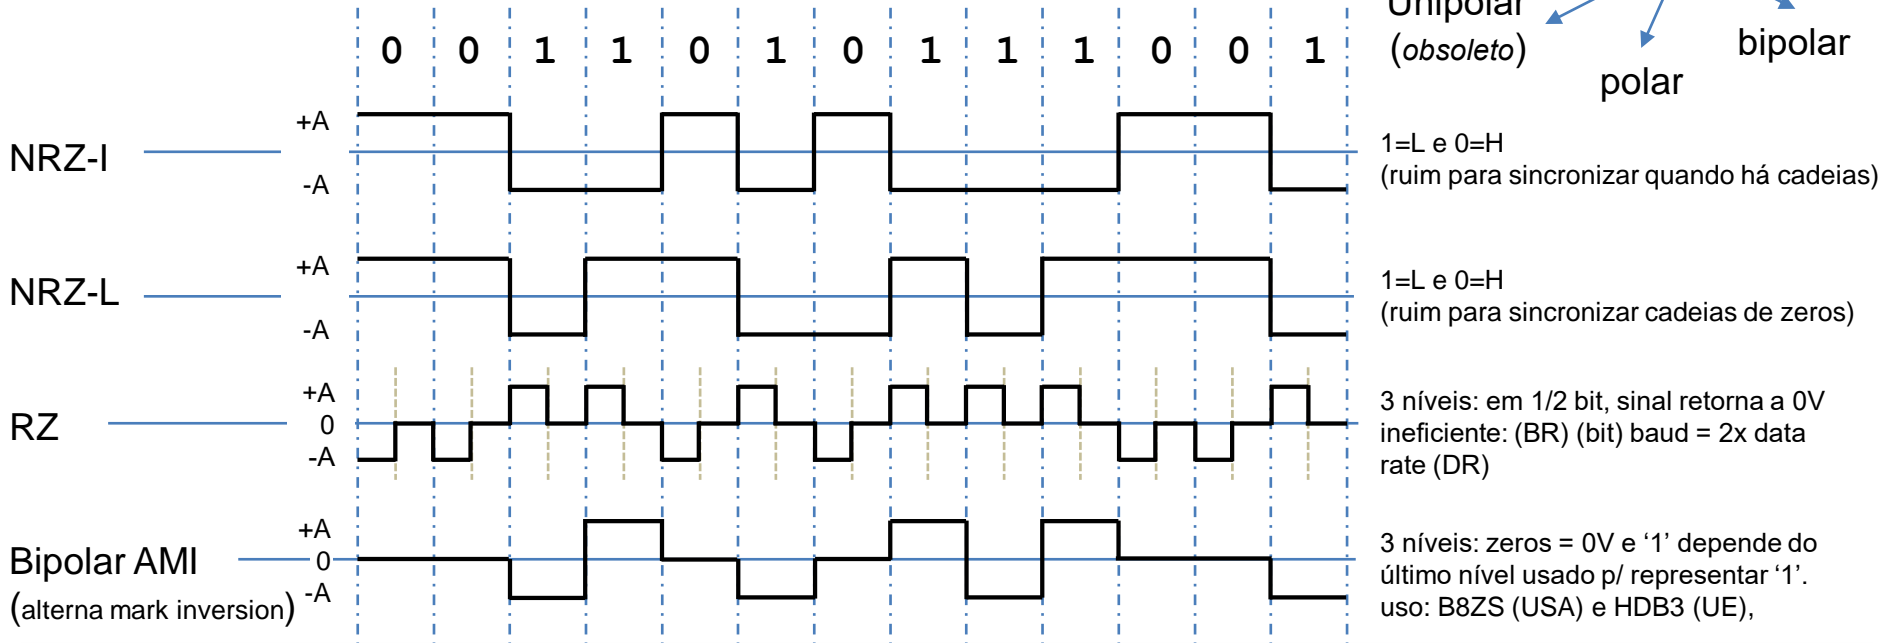 Unipolar
(obsoleto)
polar
bipolar
0 0 1 1 0 1 0 1 1 1 0 0 1
NRZ-I
+A
-A
1=L e 0=H
(ruim para sincronizar quando há cadeias)
NRZ-L
+A
-A
1=L e 0=H
(ruim para sincronizar cadeias de zeros)
RZ
+A
0
-A
3 níveis: em 1/2 bit, sinal retorna a 0V
ineficiente: (BR) (bit) baud = 2x data
rate (DR)
Bipolar AMI
(alterna mark inversion)
+A
0
-A
3 níveis: zeros = 0V e ‘1’ depende do
último nível usado p/ representar ‘1’.
uso: B8ZS (USA) e HDB3 (UE),